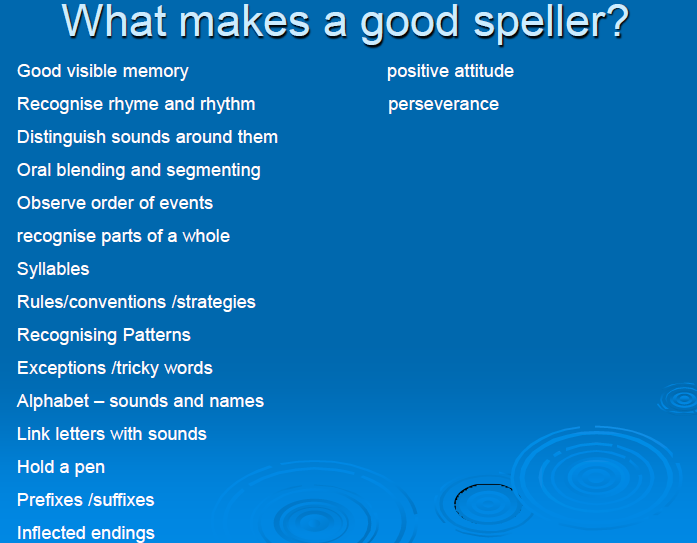 What makes a good speller?
Good visible memory positive attitude
Recognise rhyme and rhythm perseverance
Distinguish sounds around them
Oral blending and segmenting
Observe order of events
recognise parts of a whole
Syllables
Rules/conventions /strategies
Recognising Patterns
Exceptions /tricky words
Alphabet – sounds and names
Link letters with sounds
Hold a pen
Prefixes /suffixes
Inflected endings